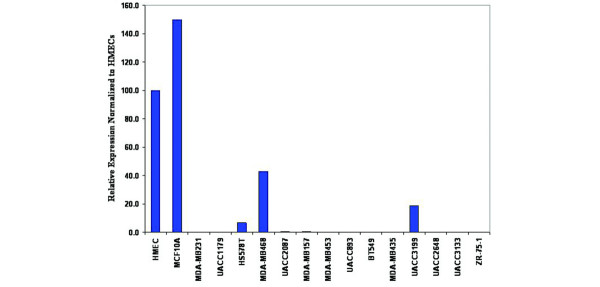 Relative Expression Normalized to HMECs
160.0
140.0
120.0
100.0
80.0
60.0
40.0
20.0
0.0
HMEC
MCF10A
MDA-MB231
UACC1179
HS578T
MDA-MB468
UACC2087
MDA-MB157
MDA-MB453
UACC893
BT549
MDA-MB435
UACC3199
UACC2648
UACC3133
ZR-75-1